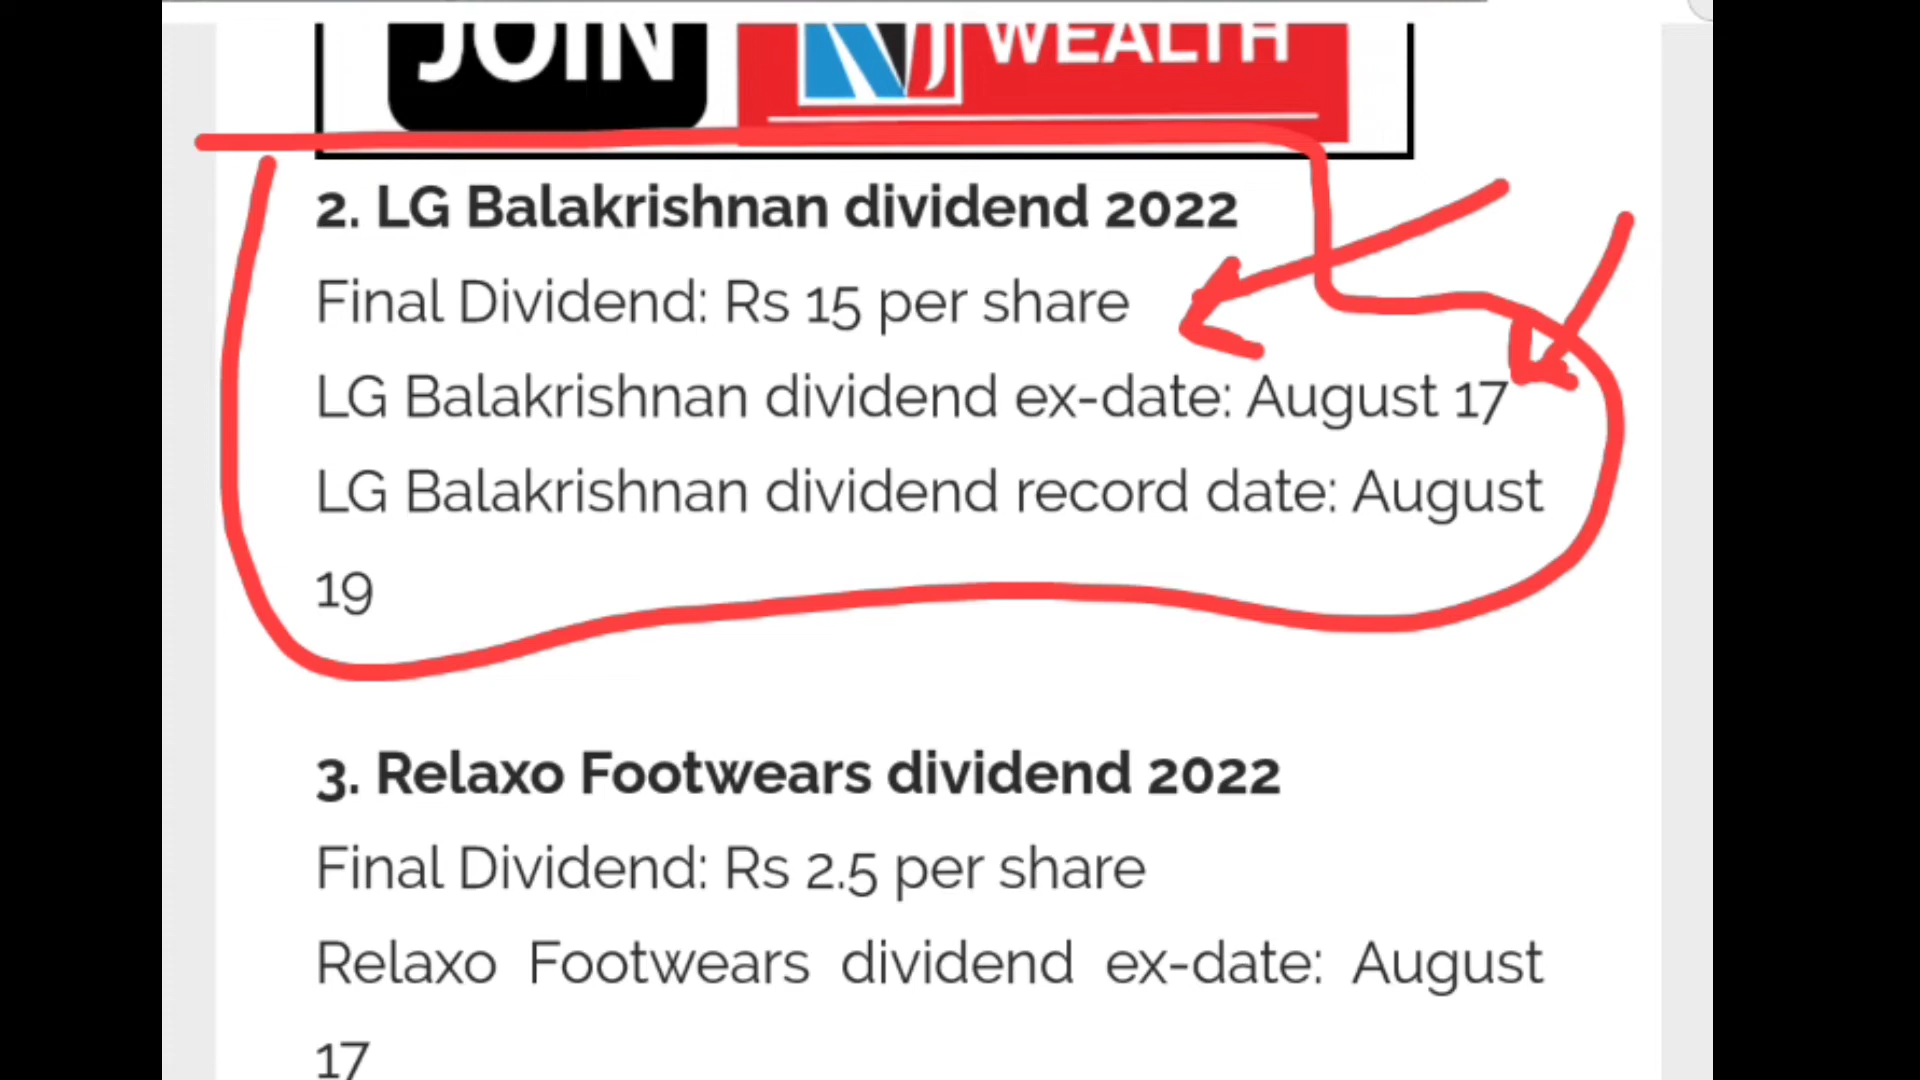 JOIN
NJ WEALTH
2. LG Balakrishnan dividend 2022
Final Dividend: Rs 15 per share
LG Balakrishnan dividend ex-date: August 17
LG Balakrishnan dividend record date: August
19
3. Relaxo Footwears dividend 2022
Final Dividend: Rs 2.5 per share
Relaxo Footwears dividend ex-date: August
17